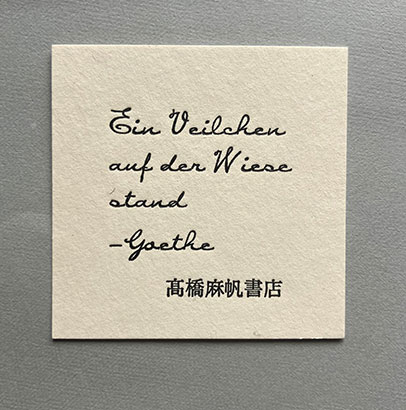 Ein Veilchen
auf der Wiese
stand
–Goethe
髙橋麻帆書店